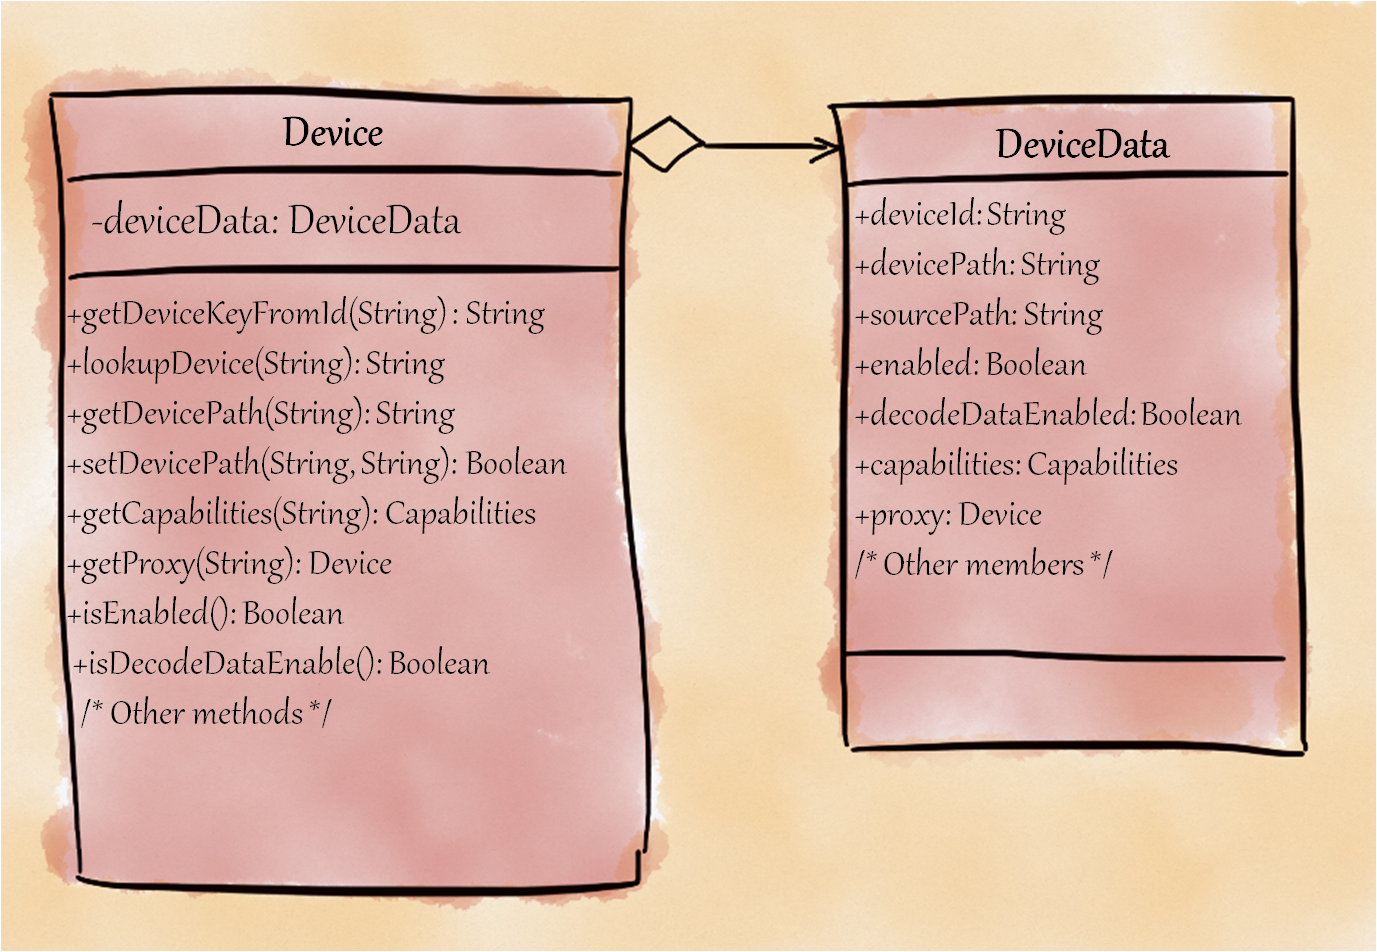 Device
-deviceData: DeviceData
+getDeviceKeyFromId(String) : String
+lookupDevice(String): String
+getDevicePath(String): String
+setDevicePath(String, String): Boolean
+getCapabilities(String): Capabilities
+getProxy(String): Device
+isEnabled(): Boolean
+isDecodeDataEnable(): Boolean
/* Other methods */
DeviceData
+deviceId: String
+devicePath: String
+sourcePath: String
+enabled: Boolean
+decodeDataEnabled: Boolean
+capabilities: Capabilities
+proxy: Device
/* Other members */